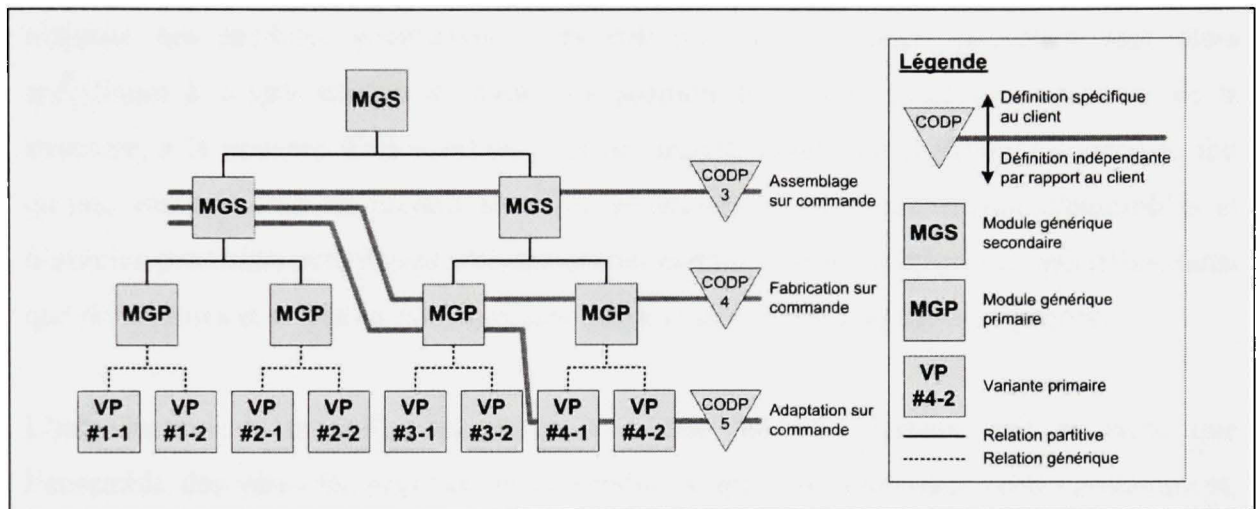 MGS
MGS
MGS
CODP
3
Assemblage
sur commande
MGP
MGP
MGP
MGP
CODP
4
Fabrication sur
commande
VP
#1-1
VP
#1-2
VP
#2-1
VP
#2-2
VP
#3-1
VP
#3-2
VP
#4-1
VP
#4-2
CODP
5
Adaptation sur
commande
Légende
CODP
Définition spécifique
au client
Définition indépendante
par rapport au client
MGS
Module générique
secondaire
MGP
Module générique
primaire
VP
#4-2
Variante primaire
Relation partitive
Relation générique